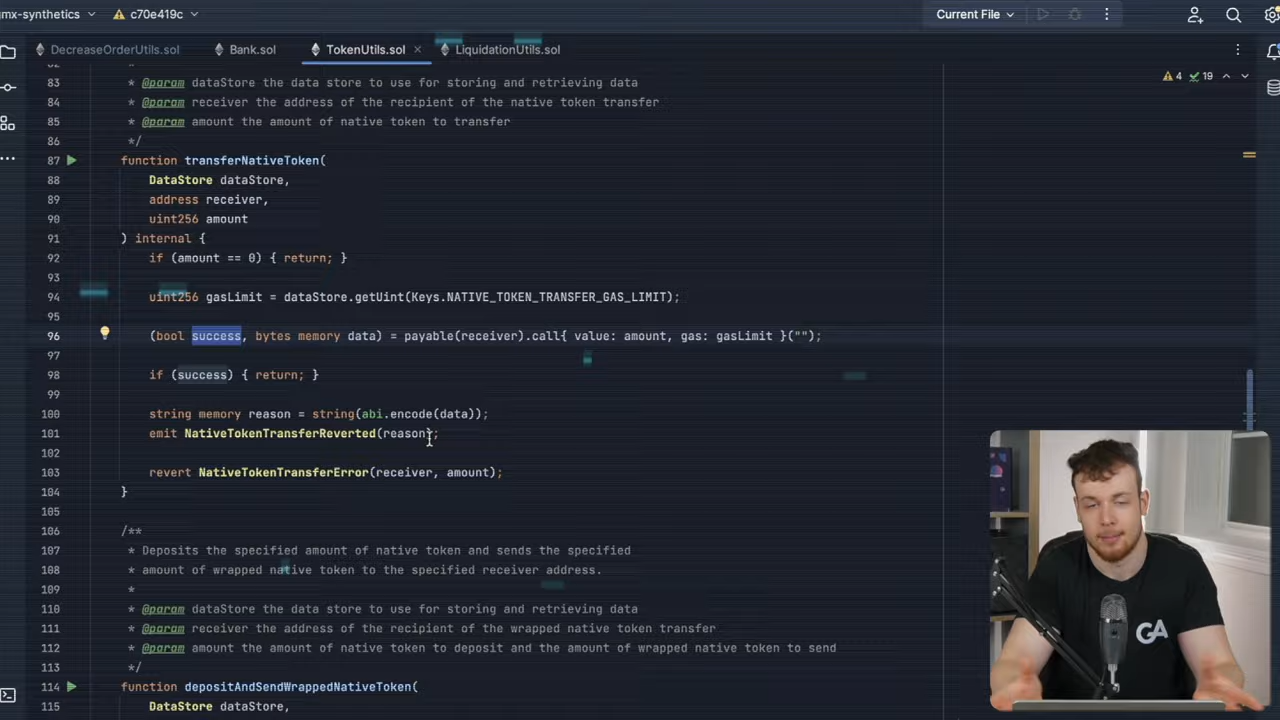 mx-synthetics
c70e419c
Current File
DecreaseOrderUtils.sol
Bank.sol
TokenUtils.sol
LiquidationUtils.sol
4
19
83 * @param dataStore the data store to use for storing and retrieving data
84 * @param receiver the address of the recipient of the native token transfer
85 * @param amount the amount of native token to transfer
86 */
87 function transferNativeToken(
88 DataStore dataStore,
89 address receiver,
90 uint256 amount
91 ) internal {
92 if (amount == 0) { return; }
93
94 uint256 gasLimit = dataStore.getUint(Keys.NATIVE_TOKEN_TRANSFER_GAS_LIMIT);
95
96 (bool success, bytes memory data) = payable(receiver).call{ value: amount, gas: gasLimit }("");
97
98 if (success) { return; }
99
100 string memory reason = string(abi.encode(data));
101 emit NativeTokenTransferReverted(reason);
102
103 revert NativeTokenTransferError(receiver, amount);
104 }
105
106 /**
107 * Deposits the specified amount of native token and sends the specified
108 * amount of wrapped native token to the specified receiver address.
109 *
110 * @param dataStore the data store to use for storing and retrieving data
111 * @param receiver the address of the recipient of the wrapped native token transfer
112 * @param amount the amount of native token to deposit and the amount of wrapped native token to send
113 */
114 function depositAndSendWrappedNativeToken(
115 DataStore dataStore,
GA